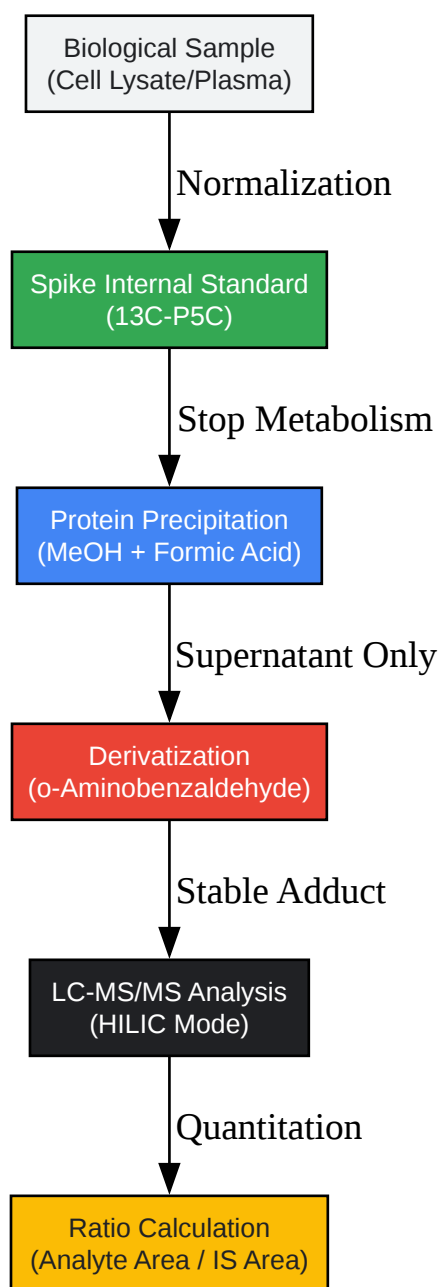 Biological Sample
(Cell Lysate/Plasma)
Normalization
Spike Internal Standard
(13C-P5C)
Stop Metabolism
Protein Precipitation
(MeOH + Formic Acid)
Supernatant Only
Derivatization
(o-Aminobenzaldehyde)
Stable Adduct
LC-MS/MS Analysis
(HILIC Mode)
Quantitation
Ratio Calculation
(Analyte Area / IS Area)